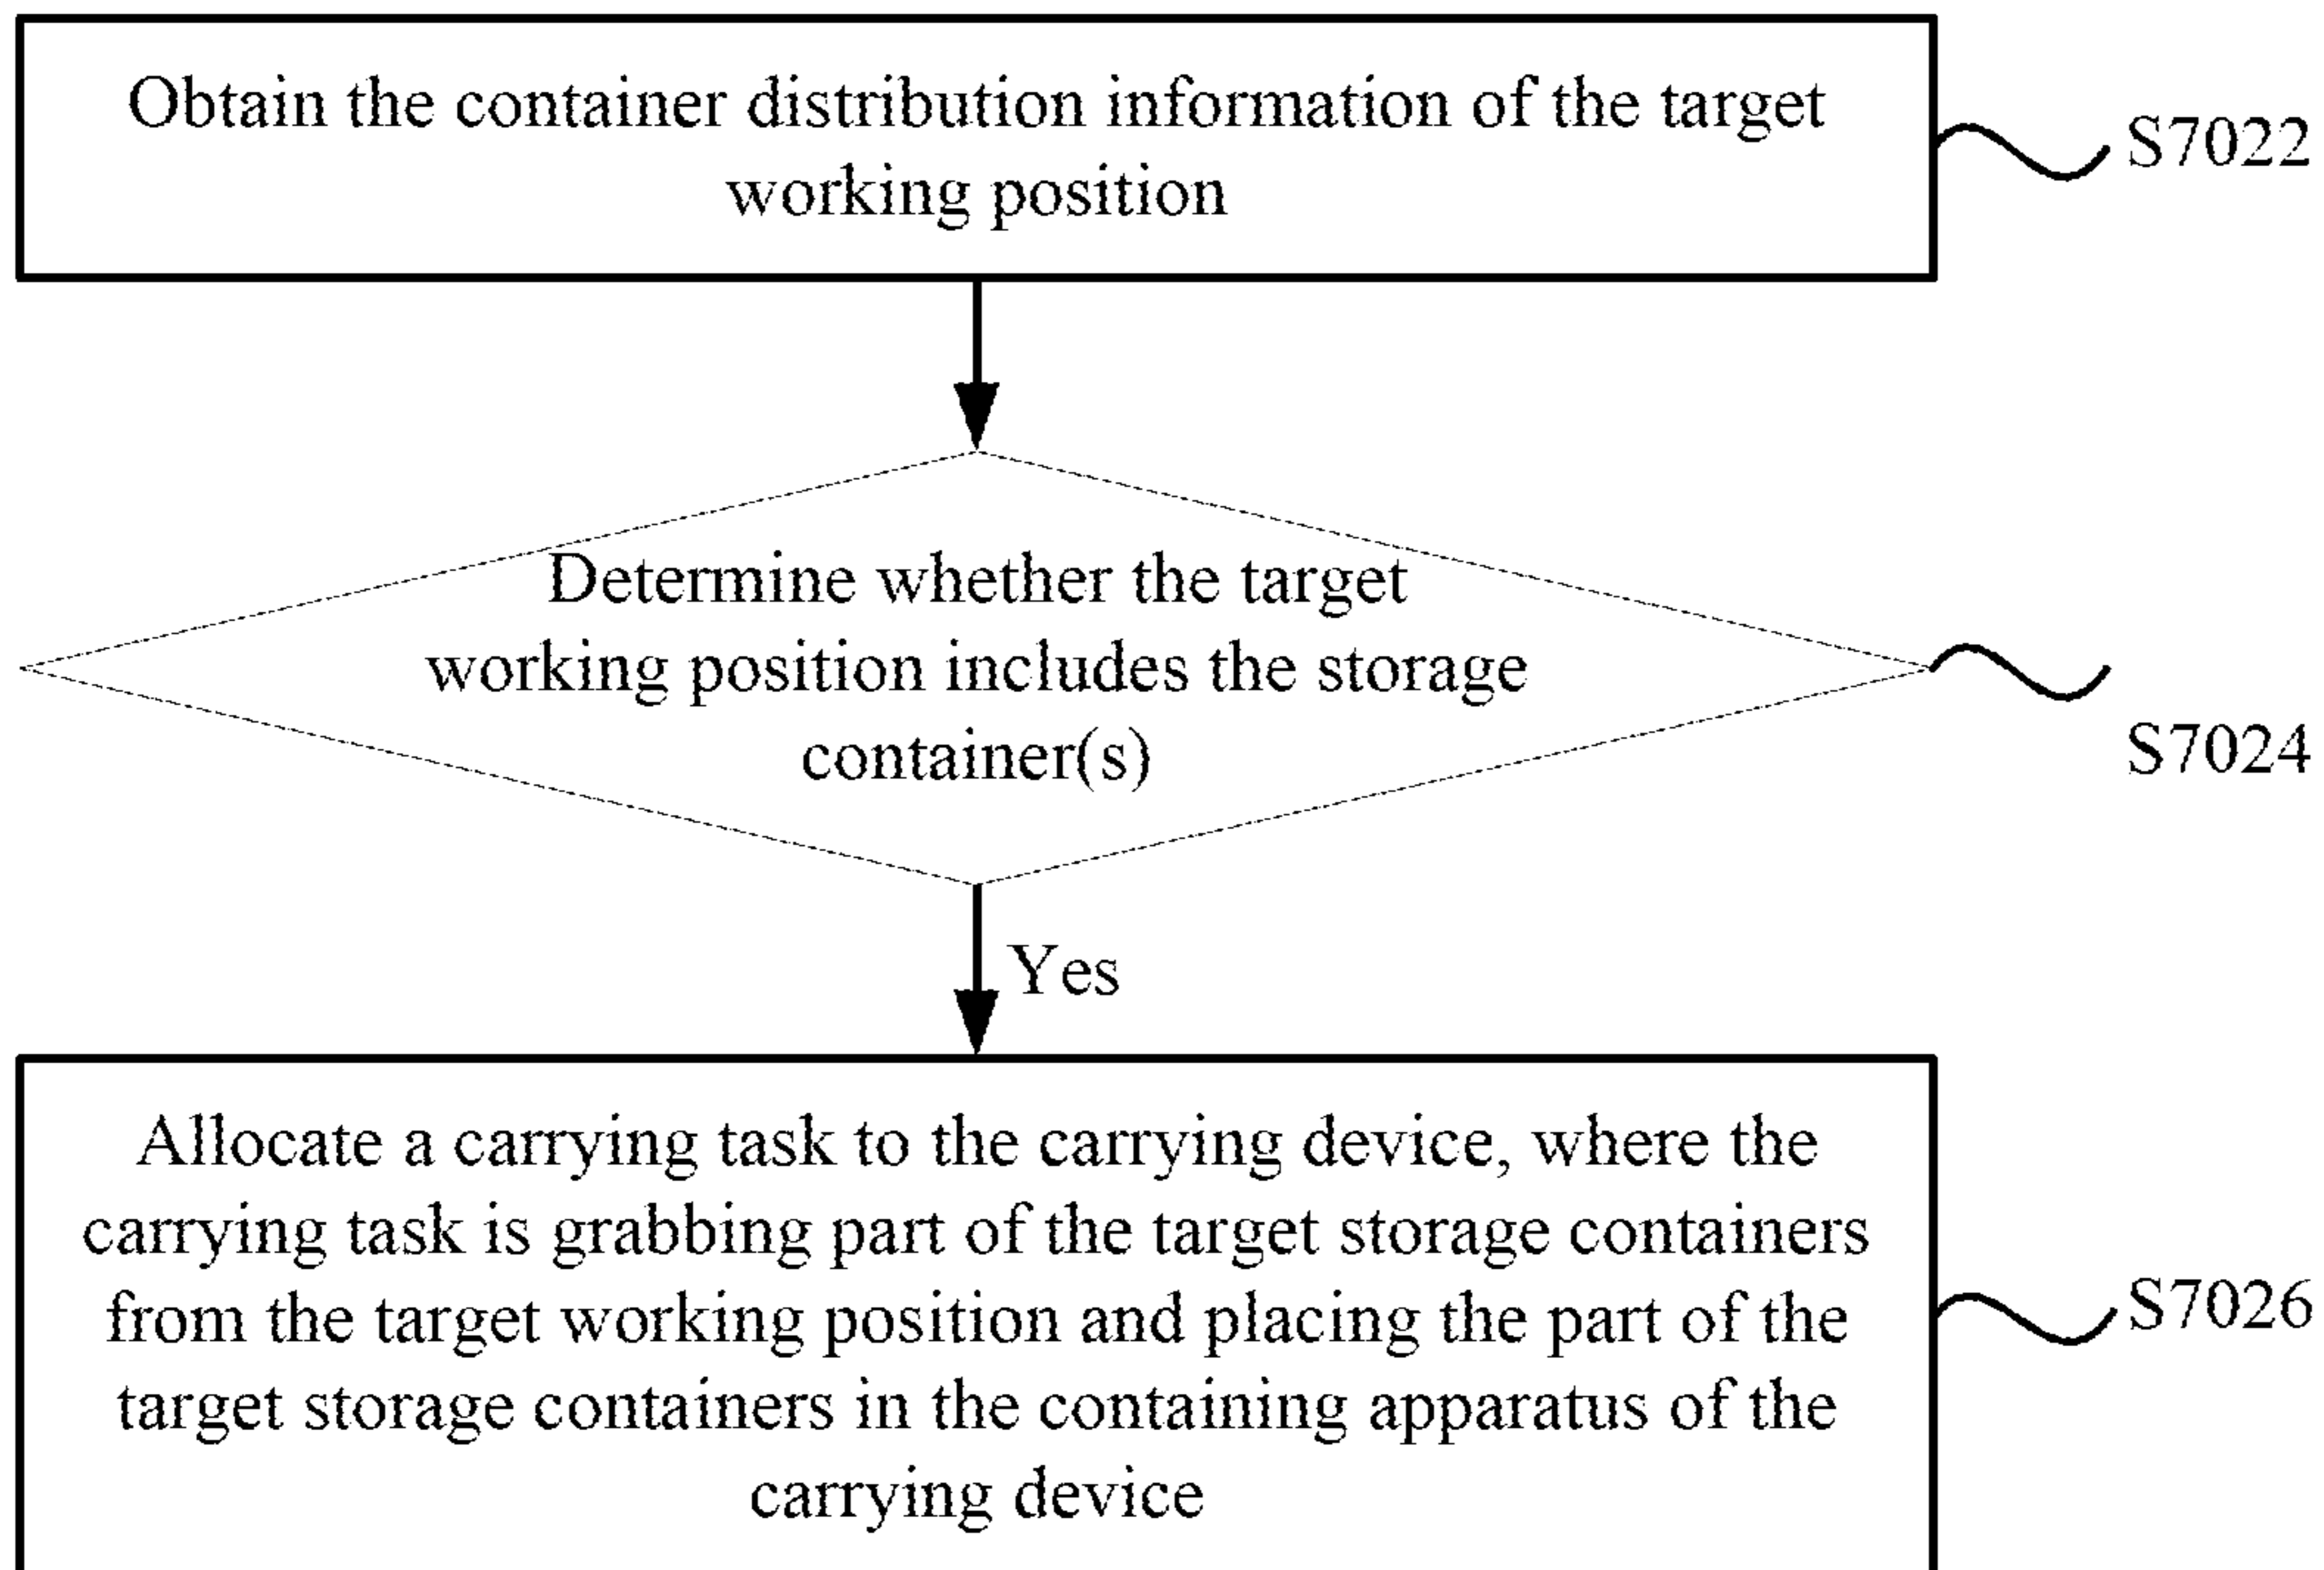 Obtain the container distribution information of the target
working position
S7022
Determine whether the target
working position includes the storage
container(s)
S7024
Yes
Allocate a carrying task to the carrying device, where the
carrying task is grabbing part of the target storage containers
from the target working position and placing the part of the
target storage containers in the containing apparatus of the
carrying device
S7026